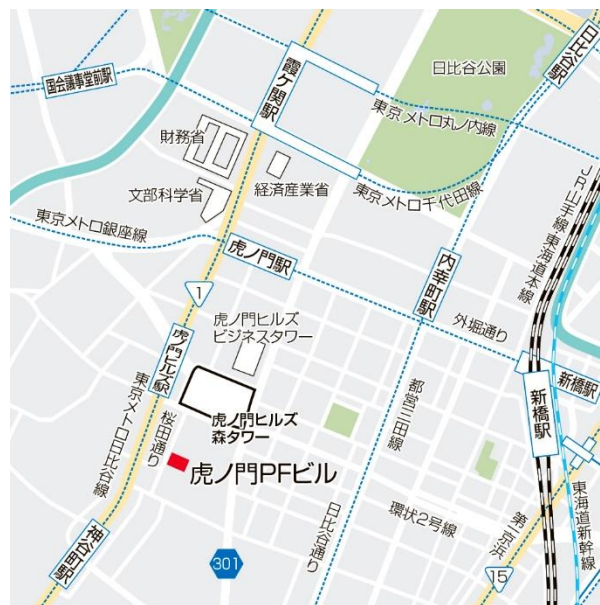 日比谷駅
日比谷公園
国会議事堂前駅
霞ケ関駅
東京メトロ丸ノ内線
財務省
経済産業省
文部科学省
東京メトロ千代田線
JR山手線・東海道本線
東京メトロ銀座線
虎ノ門駅
内幸町駅
1
外堀通り
虎ノ門ヒルズ
ビジネスタワー
虎ノ門ヒルズ駅
新橋駅
新橋駅
都営三田線
虎ノ門ヒルズ
森タワー
桜田通り
東京メトロ日比谷線
虎ノ門PFビル
環状2号線
第一京浜
東海道新幹線
日比谷通り
神谷町駅
301
15